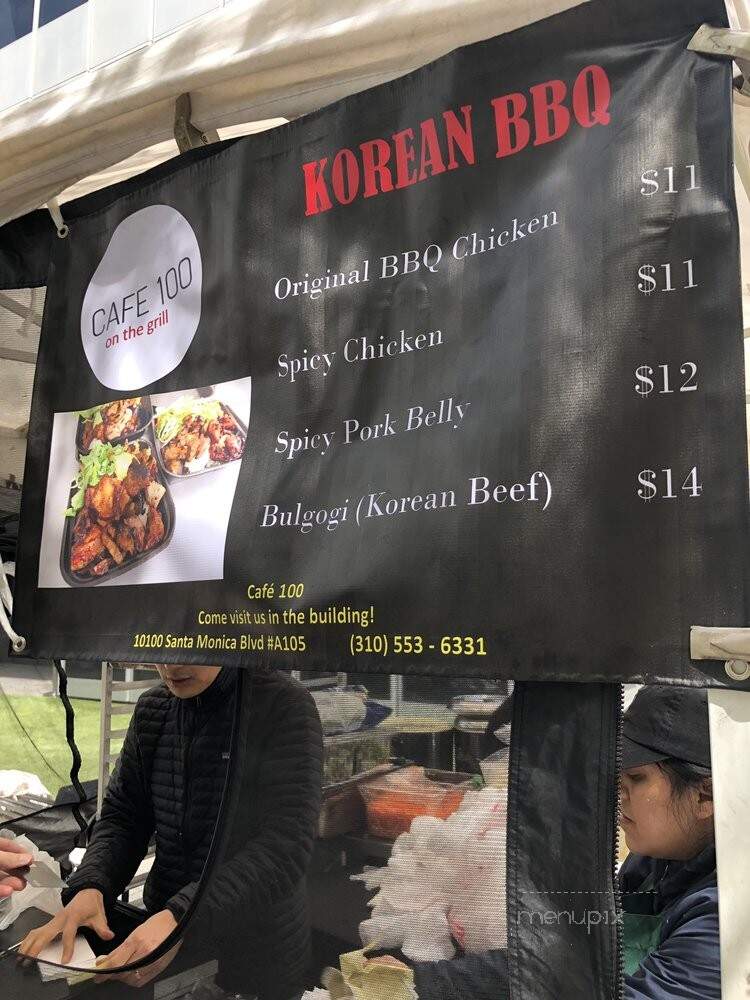 KOREAN BBQ
CAFE 100
on the grill
Original BBQ Chicken $11
Spicy Chicken $11
Spicy Pork Belly $12
Bulgogi (Korean Beef) $14
Café 100
Come visit us in the building!
10100 Santa Monica Blvd #A105 (310) 553 - 6331
menupix